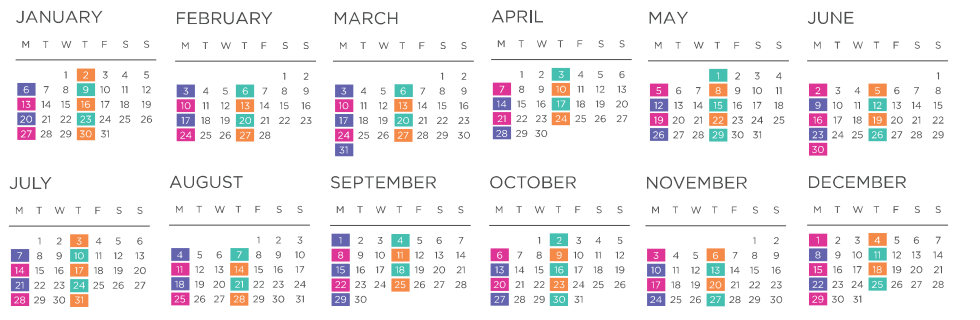 JANUARY
M T W T F S S
1 2 3 4 5
6 7 8 9 10 11 12
13 14 15 16 17 18 19
20 21 22 23 24 25 26
27 28 29 30 31
FEBRUARY
M T W T F S S
1 2
3 4 5 6 7 8 9
10 11 12 13 14 15 16
17 18 19 20 21 22 23
24 25 26 27 28
MARCH
M T W T F S S
1 2
3 4 5 6 7 8 9
10 11 12 13 14 15 16
17 18 19 20 21 22 23
24 25 26 27 28 29 30
31
APRIL
M T W T F S S
1 2 3 4 5 6
7 8 9 10 11 12 13
14 15 16 17 18 19 20
21 22 23 24 25 26 27
28 29 30
MAY
M T W T F S S
1 2 3 4
5 6 7 8 9 10 11
12 13 14 15 16 17 18
19 20 21 22 23 24 25
26 27 28 29 30 31
JUNE
M T W T F S S
1
2 3 4 5 6 7 8
9 10 11 12 13 14 15
16 17 18 19 20 21 22
23 24 25 26 27 28 29
30
JULY
M T W T F S S
1 2 3 4 5 6
7 8 9 10 11 12 13
14 15 16 17 18 19 20
21 22 23 24 25 26 27
28 29 30 31
AUGUST
M T W T F S S
1 2 3
4 5 6 7 8 9 10
11 12 13 14 15 16 17
18 19 20 21 22 23 24
25 26 27 28 29 30 31
SEPTEMBER
M T W T F S S
1 2 3 4 5 6 7
8 9 10 11 12 13 14
15 16 17 18 19 20 21
22 23 24 25 26 27 28
29 30
OCTOBER
M T W T F S S
1 2 3 4 5
6 7 8 9 10 11 12
13 14 15 16 17 18 19
20 21 22 23 24 25 26
27 28 29 30 31
NOVEMBER
M T W T F S S
1 2
3 4 5 6 7 8 9
10 11 12 13 14 15 16
17 18 19 20 21 22 23
24 25 26 27 28 29 30
DECEMBER
M T W T F S S
1 2 3 4 5 6 7
8 9 10 11 12 13 14
15 16 17 18 19 20 21
22 23 24 25 26 27 28
29 30 31